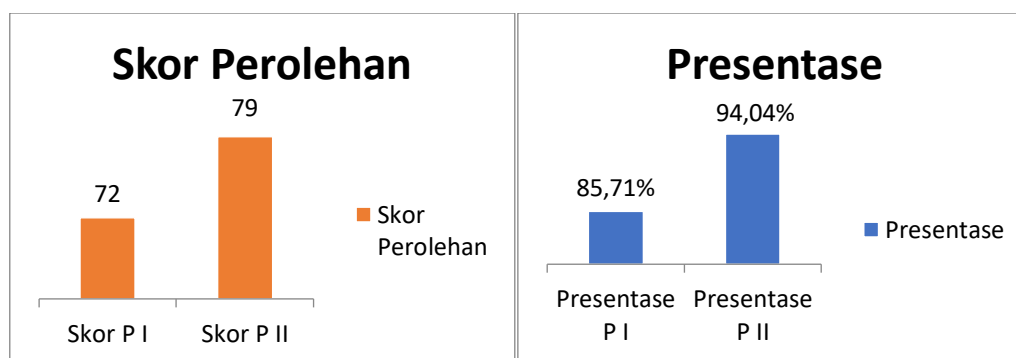 Skor Perolehan
79
72
Skor P I
Skor P II
Skor
Perolehan
Presentase
94,04%
85,71%
Presentase
P I
Presentase
P II
Presentase